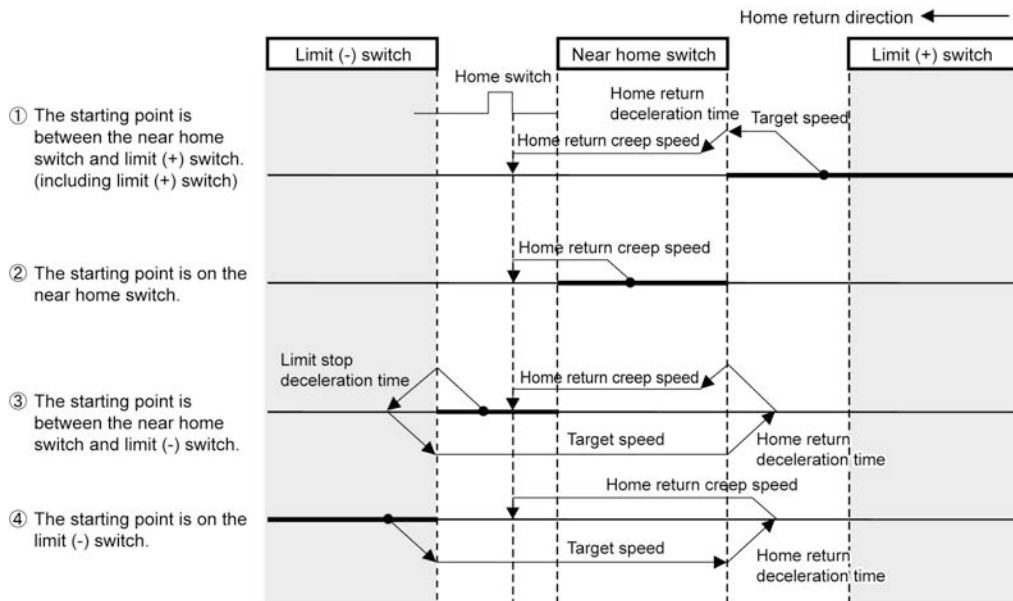 Home return direction
Limit (-) switch
Near home switch
Limit (+) switch
Home switch
① The starting point is
between the near home
switch and limit (+) switch.
(including limit (+) switch)
Home return
deceleration time
Target speed
Home return creep speed
② The starting point is on the
near home switch.
Home return creep speed
Limit stop
deceleration time
③ The starting point is
between the near home
switch and limit (-) switch.
Home return creep speed
Target speed
Home return
deceleration time
④ The starting point is on the
limit (-) switch.
Home return creep speed
Target speed
Home return
deceleration time